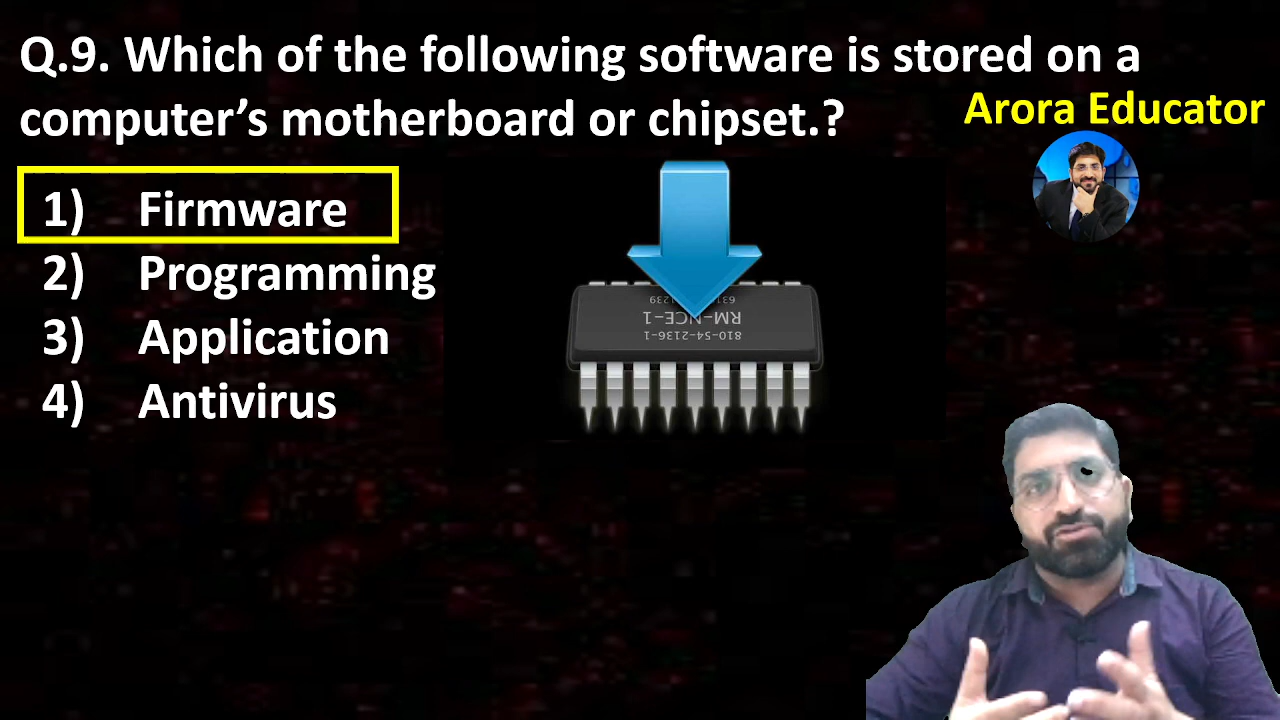 Q.9. Which of the following software is stored on a
computer’s motherboard or chipset.?
Arora Educator
1) Firmware
2) Programming
3) Application
4) Antivirus
RM-NCE-1
810-54-2136-1